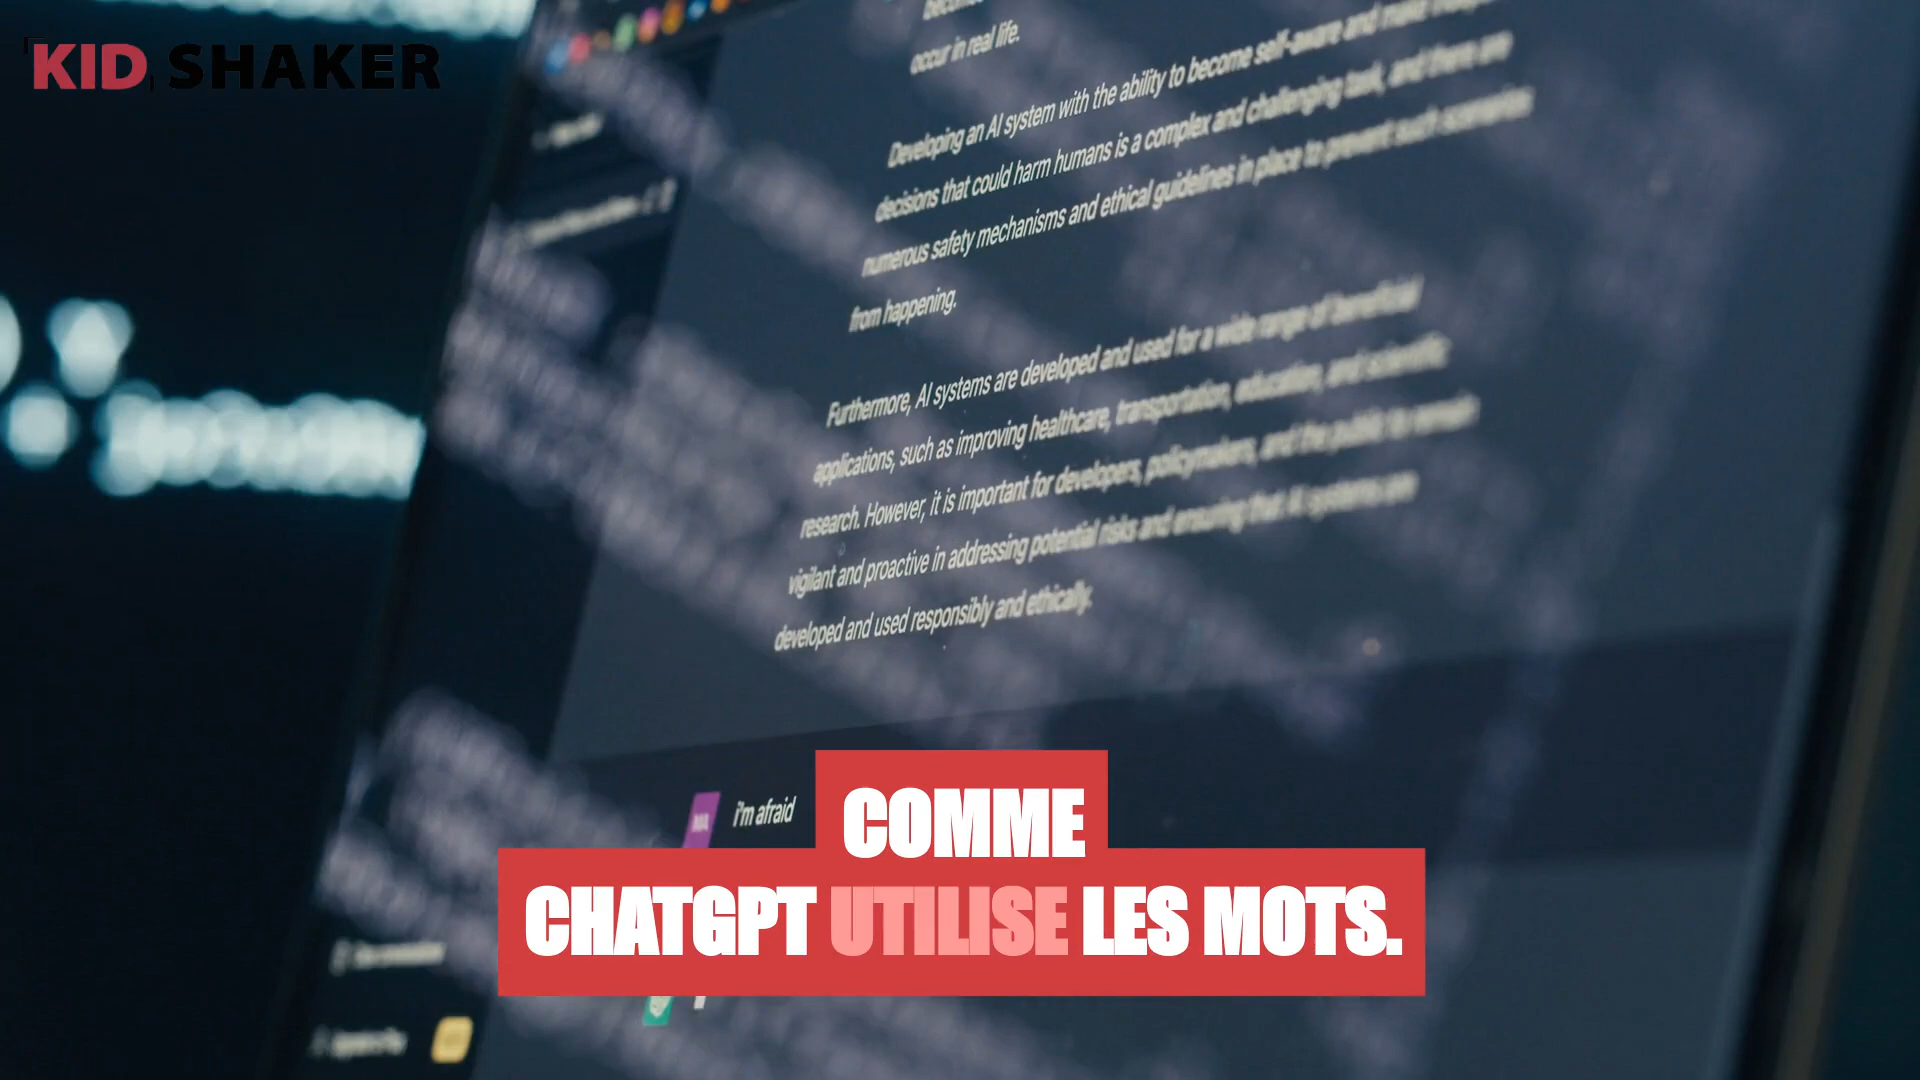 KID SHAKER
occur in real life.
Developing an AI system with the ability to become self-aware and make
decisions that could harm humans is a complex and challenging task, and there are
numerous safety mechanisms and ethical guidelines in place to prevent such scenarios
from happening.
Furthermore, AI systems are developed and used for a wide range of beneficial
applications, such as improving healthcare, transportation, education, and scientific
research. However, it is important for developers, policymakers, and the public to remain
vigilant and proactive in addressing potential risks and ensuring that AI systems are
developed and used responsibly and ethically.
i'm afraid
COMME
CHATGPT UTILISE LES MOTS.